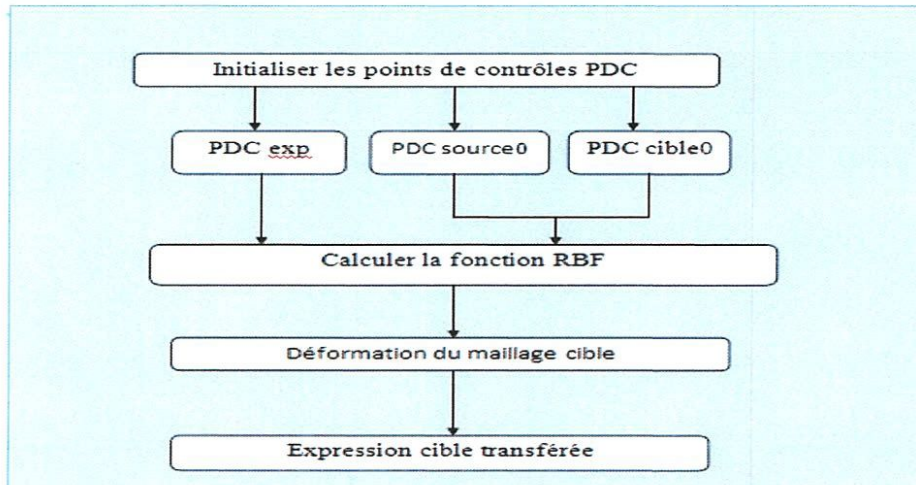 Initialiser les points de contrôles PDC
PDC exp
PDC source0
PDC cible0
Calculer la fonction RBF
Déformation du maillage cible
Expression cible transférée